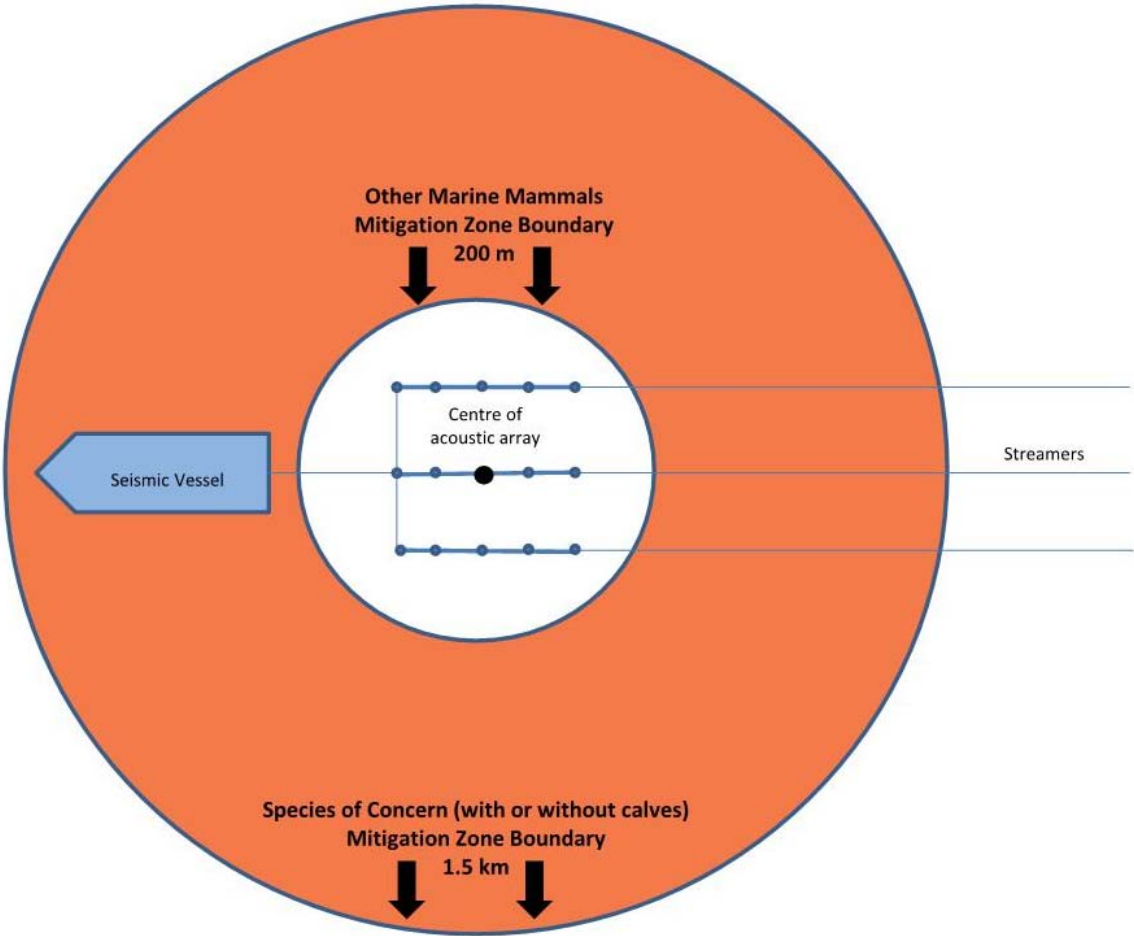 Other Marine Mammals
Mitigation Zone Boundary
200 m
Centre of
acoustic array
Streamers
Seismic Vessel
Species of Concern (with or without calves)
Mitigation Zone Boundary
1.5 km